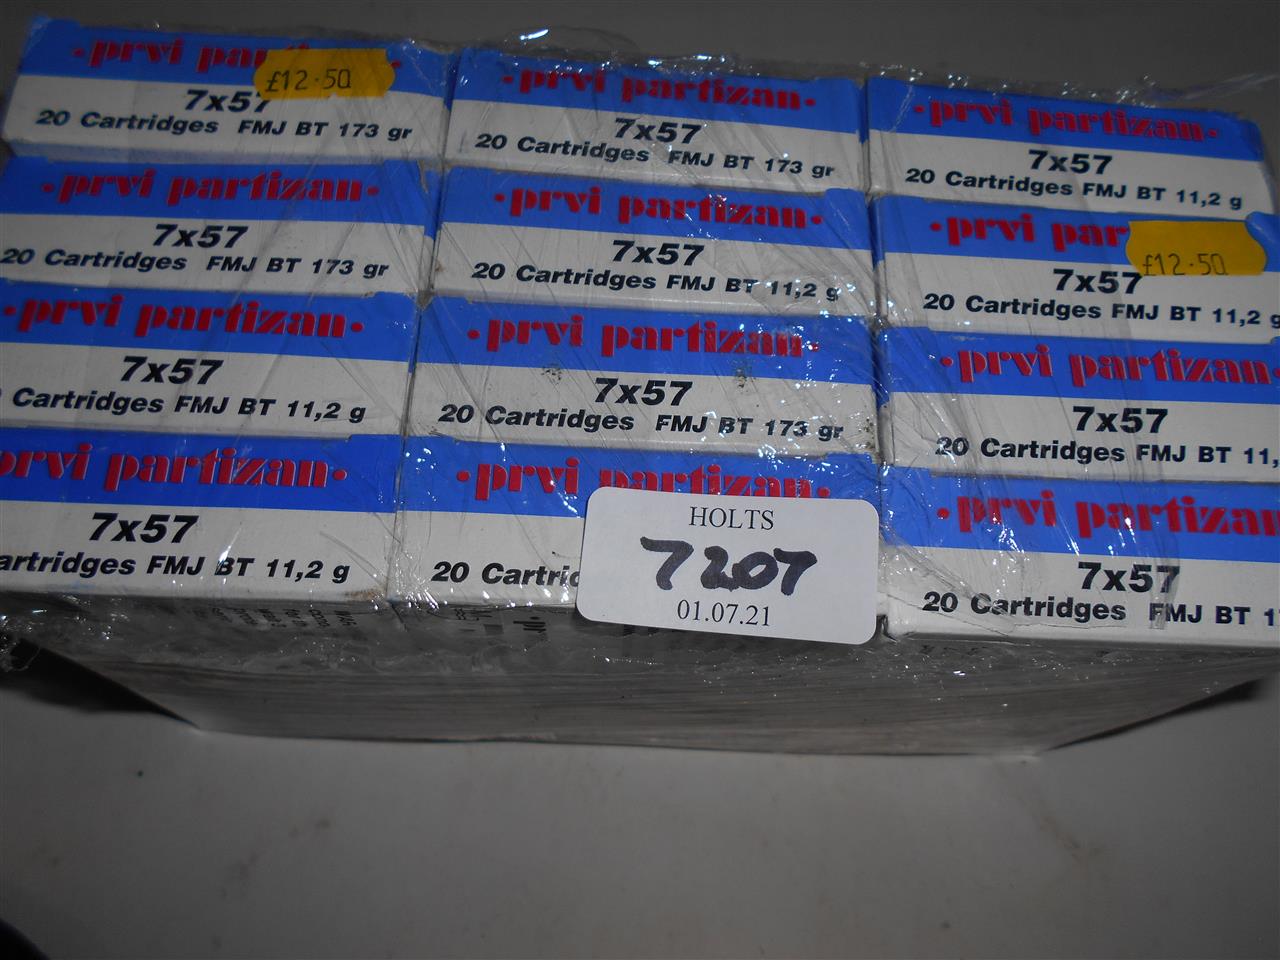 ·prvi par
£12·50
7x57
20 Cartridges FMJ BT 173 gr
·prvi partizan·
7x57
20 Cartridges FMJ BT 173 gr
·prvi partizan·
7x57
20 Cartridges FMJ BT 11,2 g
·prvi partizan·
7x57
20 Cartridges FMJ BT 173 gr
·prvi partizan·
7x57
20 Cartridges FMJ BT 11,2 g
·prvi par
£12·50
7x57
20 Cartridges FMJ BT 11,2 g
·prvi partizan·
7x57
Cartridges FMJ BT 11,2 g
·prvi partizan·
7x57
20 Cartridges FMJ BT 173 gr
·prvi partizan·
7x57
20 Cartridges FMJ BT 11,
prvi partizan·
7x57
artridges FMJ BT 11,2 g
·prvi partizan·
20 Cartric
·prvi partizan
7x57
20 Cartridges FMJ BT 1
HOLTS
7207
01.07.21